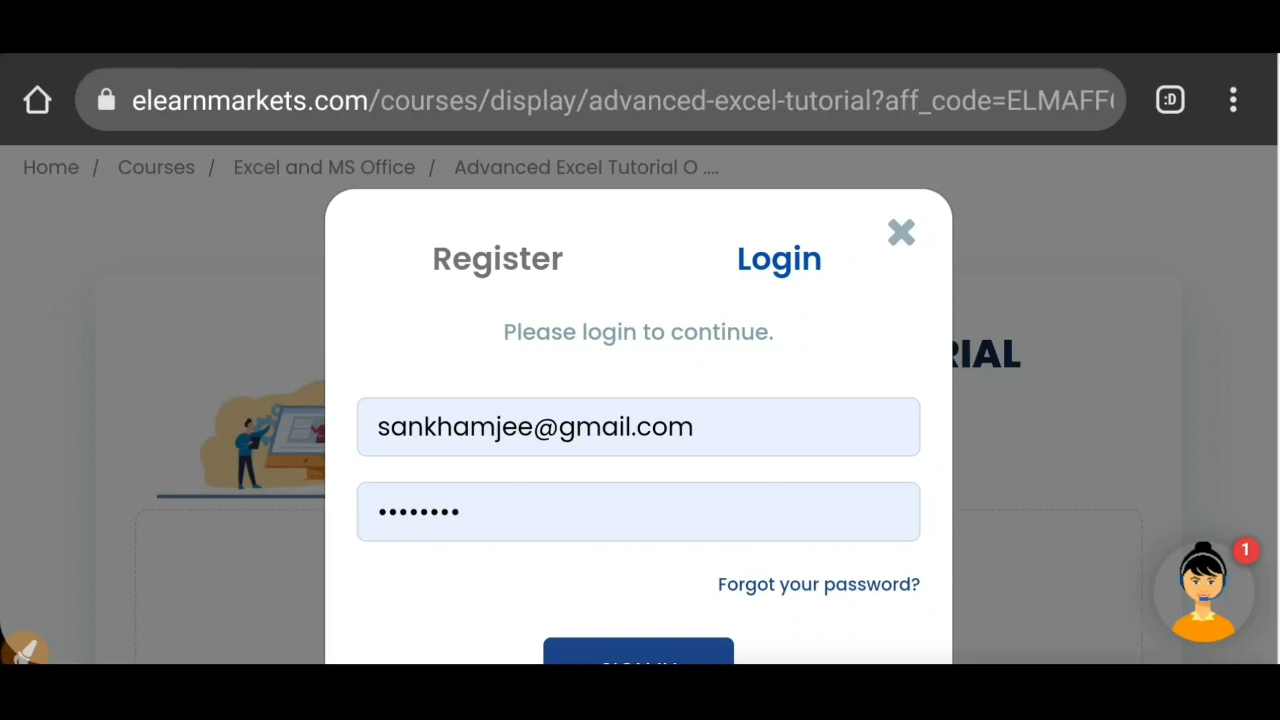 elearnmarkets.com/courses/display/advanced-excel-tutorial?aff_code=ELMAFF
:D
Home / Courses / Excel and MS Office / Advanced Excel Tutorial O ....
Register Login
Please login to continue.
RIAL
sankhamjee@gmail.com
••••••••
1
Forgot your password?